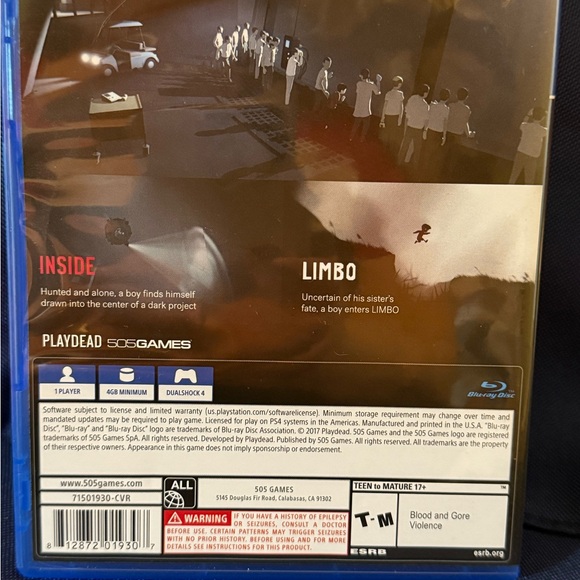 INSIDE
Hunted and alone, a boy finds himself
drawn into the center of a dark project
LIMBO
Uncertain of his sister's
fate, a boy enters LIMBO
PLAYDEAD 505GAMES
1 PLAYER
4GB MINIMUM
DUALSHOCK 4
Blu-ray Disc
Software subject to license and limited warranty (us.playstation.com/softwarelicense). Minimum storage requirement may change over time and
mandated updates may be required to play game. Licensed for play on PS4 systems in the Americas. Manufactured and printed in the U.S.A. "Blu-ray
Disc", "Blu-ray" and "Blu-ray Disc" logo are trademarks of Blu-ray Disc Association. © 2017 Playdead. 505 Games and the 505 Games logo are registered
trademarks of 505 Games SpA. All rights reserved. Developed by Playdead. Published by 505 Games. All rights reserved. All trademarks are the property
of their respective owners. Appearance in this game does not imply sponsorship or endorsement.
www.505games.com
71501930-CVR
8 12872 01930 7
ALL
505 GAMES
5145 Douglas Fir Road, Calabasas, CA 91302
WARNING IF YOU HAVE A HISTORY OF EPILEPSY
OR SEIZURES, CONSULT A DOCTOR
BEFORE USE. CERTAIN PATTERNS MAY TRIGGER SEIZURES
WITH NO PRIOR HISTORY. BEFORE USING AND FOR MORE
DETAILS SEE INSTRUCTIONS FOR THIS PRODUCT.
TEEN to MATURE 17+ ™
T-M
Blood and Gore
Violence
ESRB
esrb.org